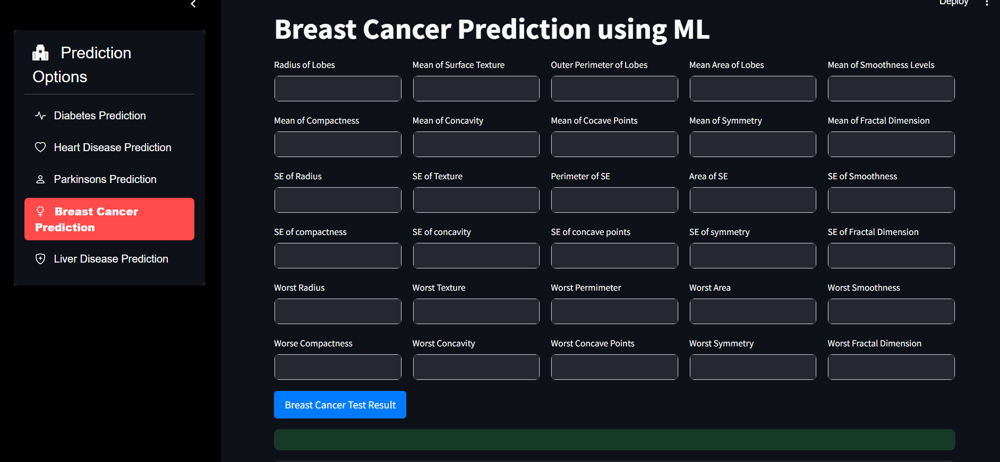 Deploy
Prediction
Options
Diabetes Prediction
Heart Disease Prediction
Parkinsons Prediction
Breast Cancer
Prediction
Liver Disease Prediction
Breast Cancer Prediction using ML
Radius of Lobes Mean of Surface Texture Outer Perimeter of Lobes Mean Area of Lobes Mean of Smoothness Levels
Mean of Compactness Mean of Concavity Mean of Cocave Points Mean of Symmetry Mean of Fractal Dimension
SE of Radius SE of Texture Perimeter of SE Area of SE SE of Smoothness
SE of compactness SE of concavity SE of concave points SE of symmetry SE of Fractal Dimension
Worst Radius Worst Texture Worst Permimeter Worst Area Worst Smoothness
Worse Compactness Worst Concavity Worst Concave Points Worst Symmetry Worst Fractal Dimension
Breast Cancer Test Result